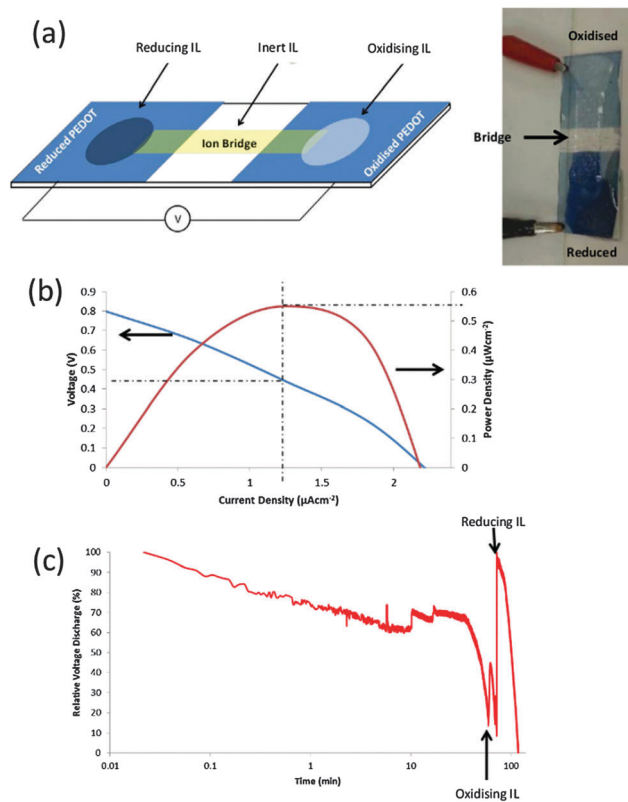 (a)
Reducing IL
Inert IL
Oxidising IL
Reduced PEDOT
Ion Bridge
Oxidised PEDOT
V
Oxidised
Bridge
Reduced
(b)
0.9
0.8
0.7
0.6
0.5
0.4
0.3
0.2
0.1
0
Voltage (V)
0.6
0.5
0.4
0.3
0.2
0.1
0
Power Density (µWcm⁻²)
0 0.5 1 1.5 2
Current Density (µAcm⁻²)
(c)
Reducing IL
100
90
80
70
60
50
40
30
20
10
0
Relative Voltage Discharge (%)
0.01 0.1 1 10 100
Time (min)
Oxidising IL